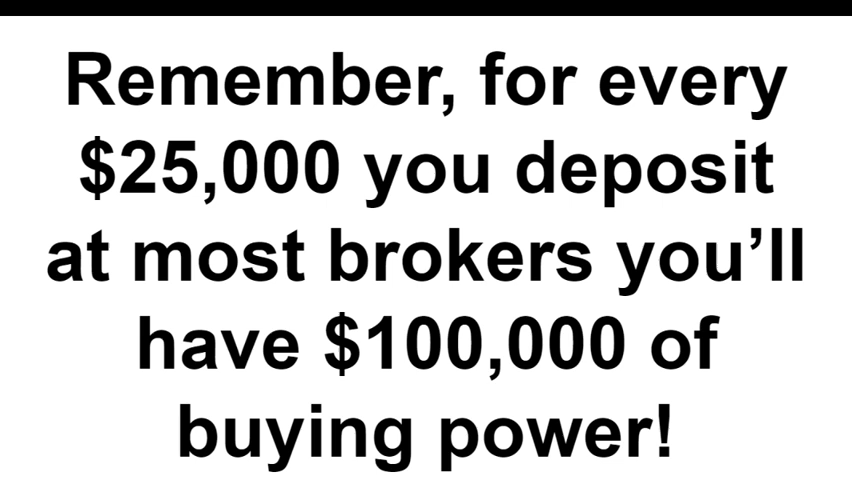 Remember, for every
$25,000 you deposit
at most brokers you’ll
have $100,000 of
buying power!